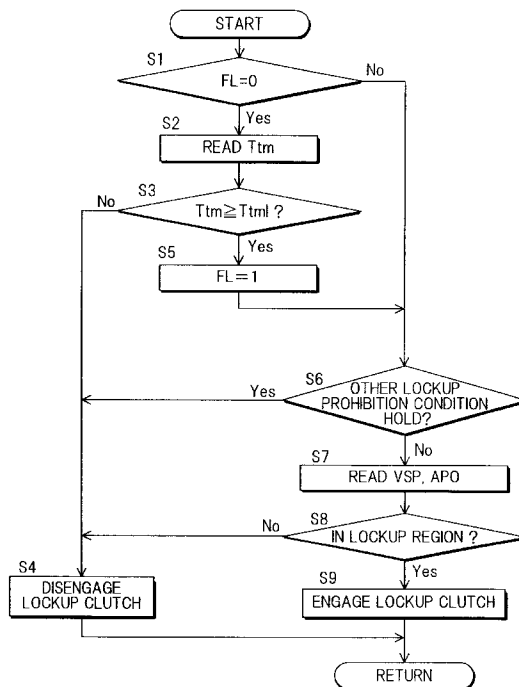 START
S1
FL=0
No
Yes
S2
READ Ttm
S3
No
Ttm≧Ttml ?
Yes
S5
FL=1
S6
Yes
OTHER LOCKUP
PROHIBITION CONDITION
HOLD?
No
S7
READ VSP, APO
S8
No
IN LOCKUP REGION ?
Yes
S4
DISENGAGE
LOCKUP CLUTCH
S9
ENGAGE LOCKUP CLUTCH
RETURN